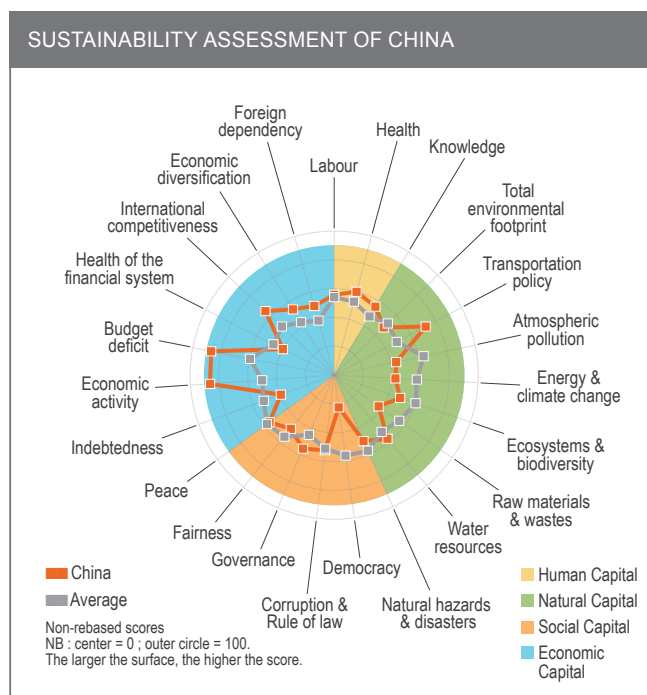 SUSTAINABILITY ASSESSMENT OF CHINA
Foreign
dependency
Health
Knowledge
Economic
diversification
Labour
Total
environmental
footprint
International
competitiveness
Transportation
policy
Health of the
financial system
Atmospheric
pollution
Budget
deficit
Energy &
climate change
Economic
activity
Ecosystems &
biodiversity
Indebtedness
Raw materials
& wastes
Peace
Water
resources
Fairness
Governance
Democracy
Corruption &
Rule of law
Natural hazards
& disasters
China
Average
Non-rebased scores
NB : center = 0 ; outer circle = 100.
The larger the surface, the higher the score.
Human Capital
Natural Capital
Social Capital
Economic
Capital